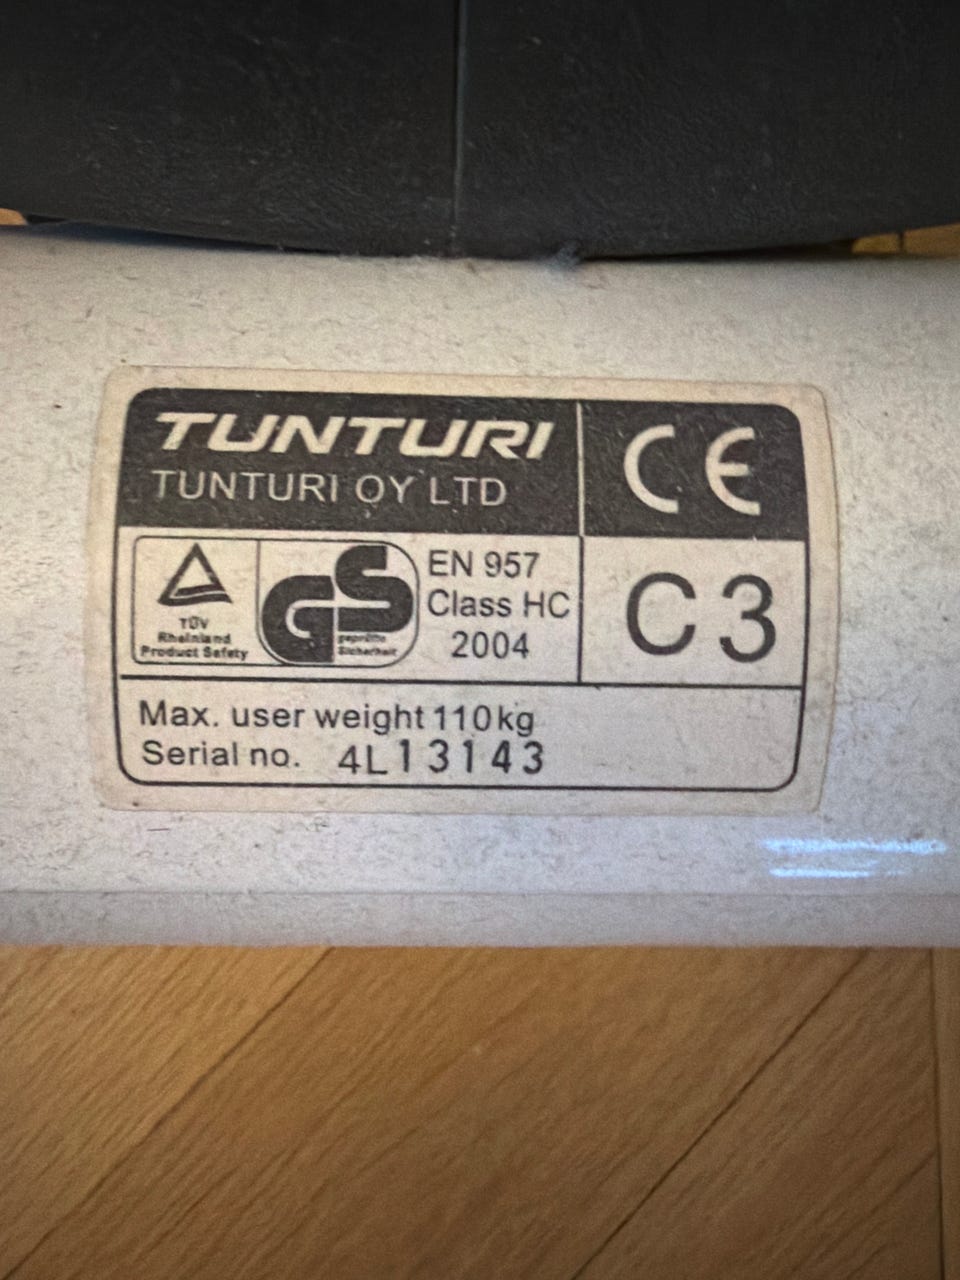 TUNTURI
TUNTURI OY LTD
CE
TÜV
Rheinland
Product Safety
GS
geprüfte
Sicherheit
EN 957
Class HC
2004
C3
Max. user weight 110kg
Serial no. 4L13143